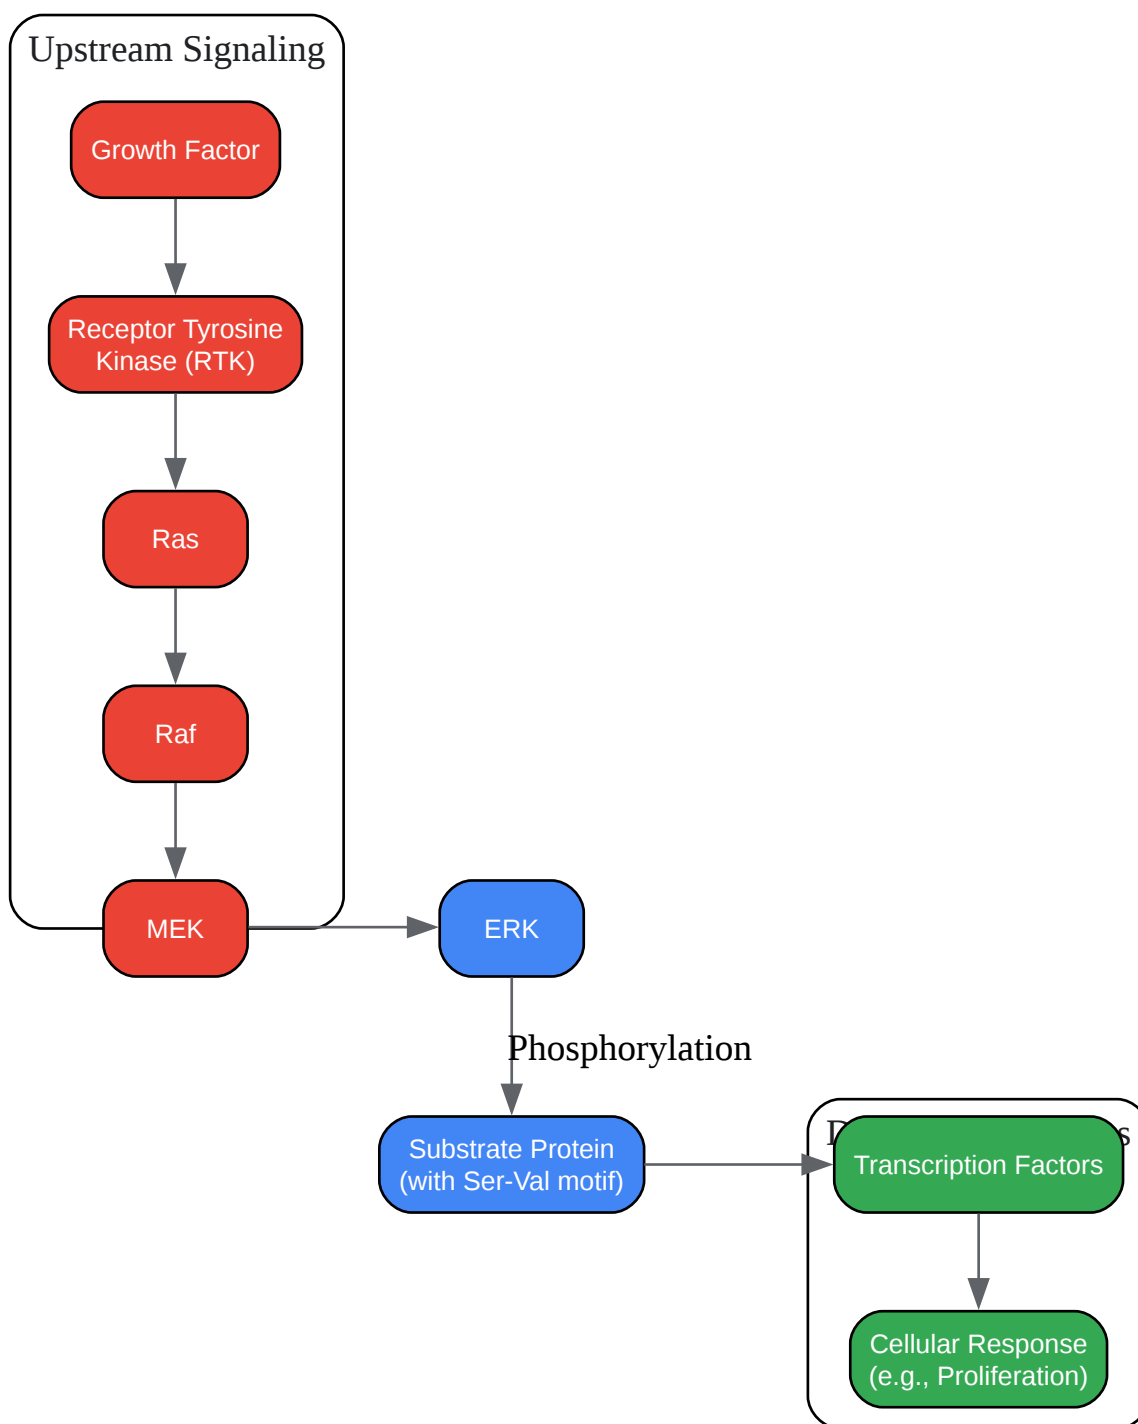 Upstream Signaling
Growth Factor
Receptor Tyrosine
Kinase (RTK)
Ras
Raf
MEK
ERK
Phosphorylation
Substrate Protein
(with Ser-Val motif)
Transcription Factors
Cellular Response
(e.g., Proliferation)